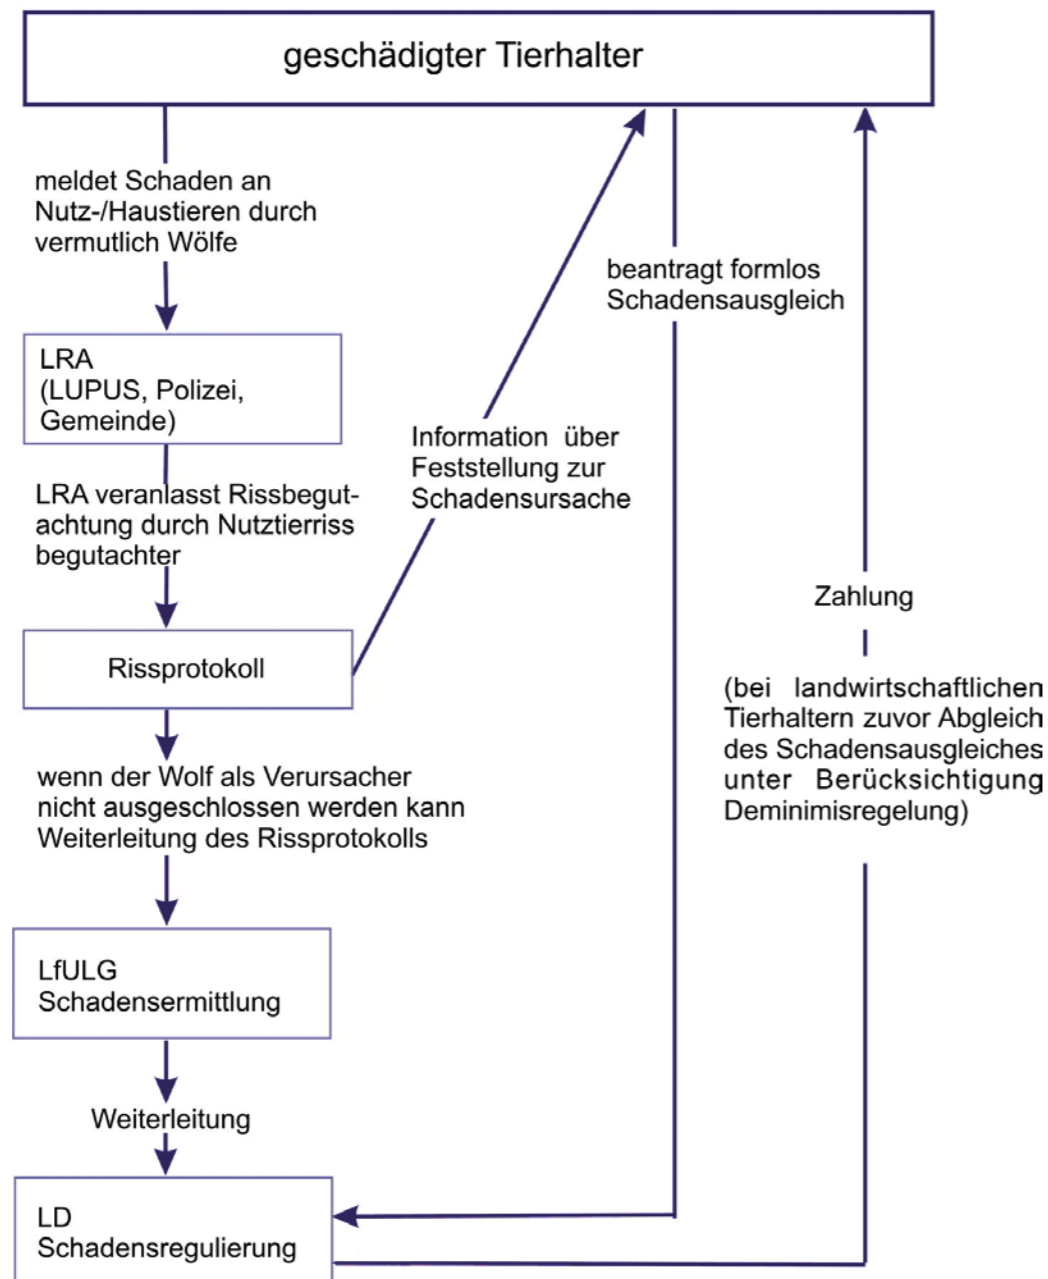 geschädigter Tierhalter
meldet Schaden an
Nutz-/Haustieren durch
vermutlich Wölfe
LRA
(LUPUS, Polizei,
Gemeinde)
LRA veranlasst Rissbegut-
achtung durch Nutztierriss
begutachter
Rissprotokoll
wenn der Wolf als Verursacher
nicht ausgeschlossen werden kann
Weiterleitung des Rissprotokolls
LfULG
Schadensermittlung
Weiterleitung
LD
Schadensregulierung
Information über
Feststellung zur
Schadensursache
beantragt formlos
Schadensausgleich
Zahlung
(bei landwirtschaftlichen
Tierhaltern zuvor Abgleich
des Schadensausgleiches
unter Berücksichtigung
Deminimisregelung)